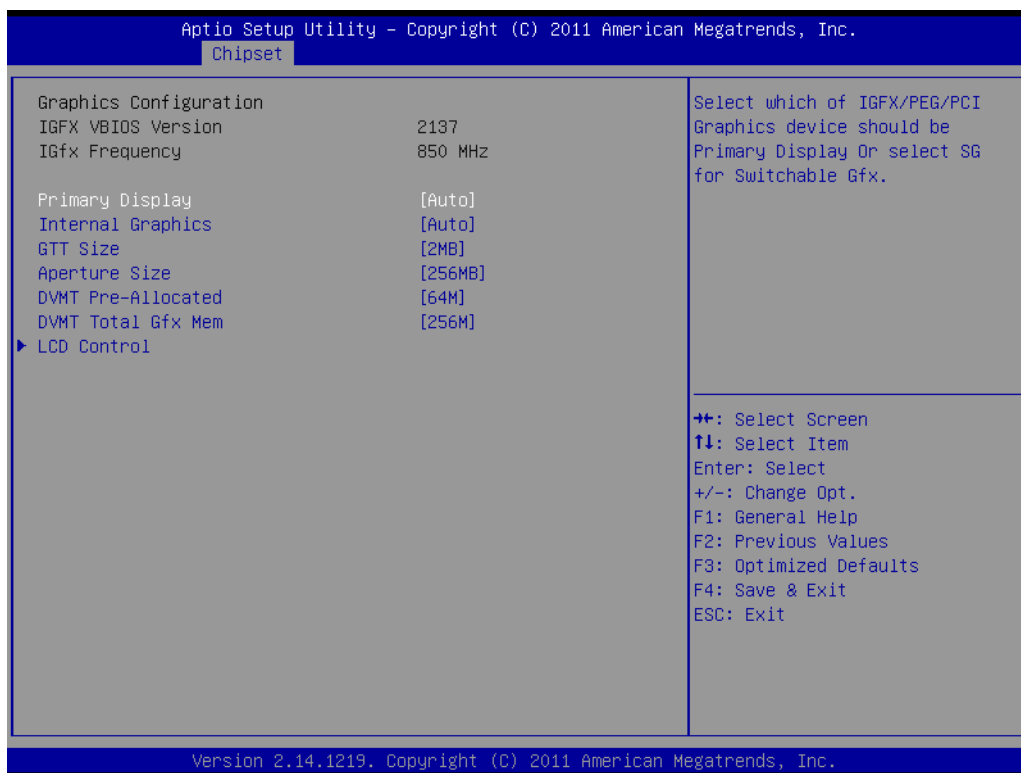 Aptio Setup Utility – Copyright (C) 2011 American Megatrends, Inc.
Chipset
Graphics Configuration
IGFX VBIOS Version 2137
IGfx Frequency 850 MHz
Primary Display [Auto]
Internal Graphics [Auto]
GTT Size [2MB]
Aperture Size [256MB]
DVMT Pre-Allocated [64M]
DVMT Total Gfx Mem [256M]
▶ LCD Control
Select which of IGFX/PEG/PCI
Graphics device should be
Primary Display Or select SG
for Switchable Gfx.
→←: Select Screen
↑↓: Select Item
Enter: Select
+/-: Change Opt.
F1: General Help
F2: Previous Values
F3: Optimized Defaults
F4: Save & Exit
ESC: Exit
Version 2.14.1219. Copyright (C) 2011 American Megatrends, Inc.